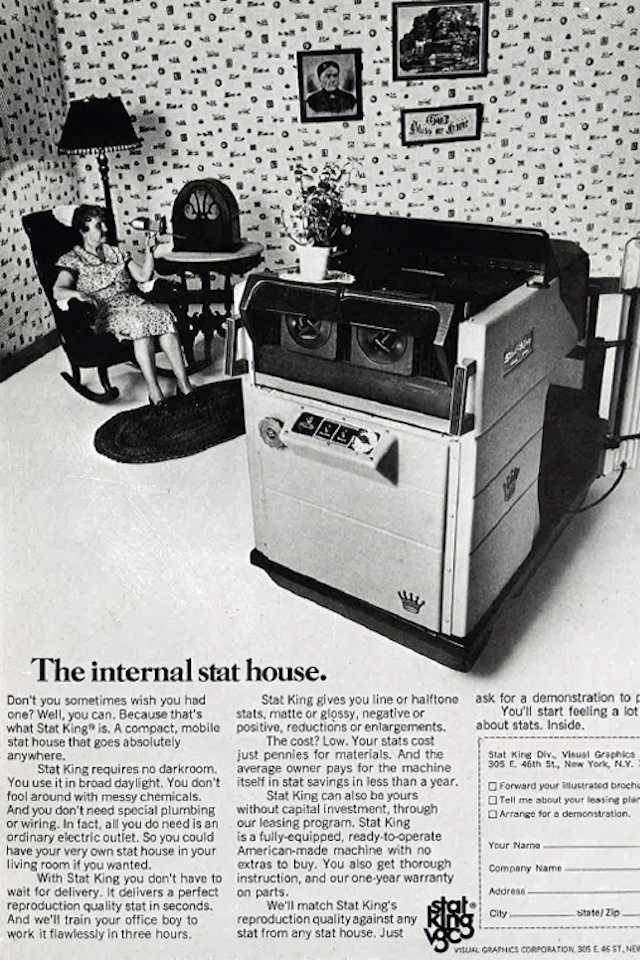 God
Bless our Home
Stat King
The internal stat house.
Don't you sometimes wish you had
one? Well, you can. Because that's
what Stat King® is. A compact, mobile
stat house that goes absolutely
anywhere.
Stat King requires no darkroom.
You use it in broad daylight. You don't
fool around with messy chemicals.
And you don't need special plumbing
or wiring. In fact, all you do need is an
ordinary electric outlet. So you could
have your very own stat house in your
living room if you wanted.
With Stat King you don't have to
wait for delivery. It delivers a perfect
reproduction quality stat in seconds.
And we'll train your office boy to
work it flawlessly in three hours.
Stat King gives you line or halftone
stats, matte or glossy, negative or
positive, reductions or enlargements.
The cost? Low. Your stats cost
just pennies for materials. And the
average owner pays for the machine
itself in stat savings in less than a year.
Stat King can also be yours
without capital investment, through
our leasing program. Stat King
is a fully-equipped, ready-to-operate
American-made machine with no
extras to buy. You also get thorough
instruction, and our one-year warranty
on parts.
We'll match Stat King's
reproduction quality against any
stat from any stat house. Just
ask for a demonstration to p
You'll start feeling a lot
about stats. Inside.
Stat King Div., Visual Graphics
305 E. 46th St., New York, N.Y.
Forward your illustrated brochu
Tell me about your leasing plan
Arrange for a demonstration.
Your Name
Company Name
Address
City State/Zip
stat
king®
vgc
VISUAL GRAPHICS CORPORATION, 305 E. 46 ST., NEW